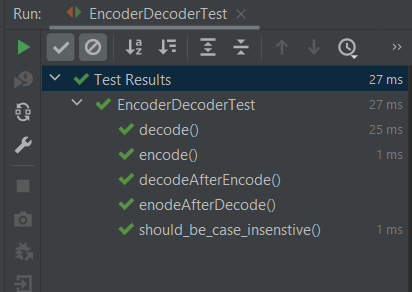 Run: EncoderDecoderTest
Test Results 27 ms
EncoderDecoderTest 27 ms
decode() 25 ms
encode() 1 ms
decodeAfterEncode()
enodeAfterDecode()
should_be_case_insenstive() 1 ms